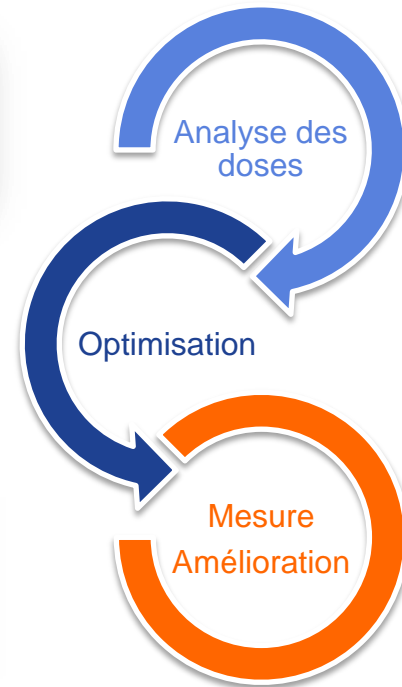 Analyse des
doses
Optimisation
Mesure
Amélioration